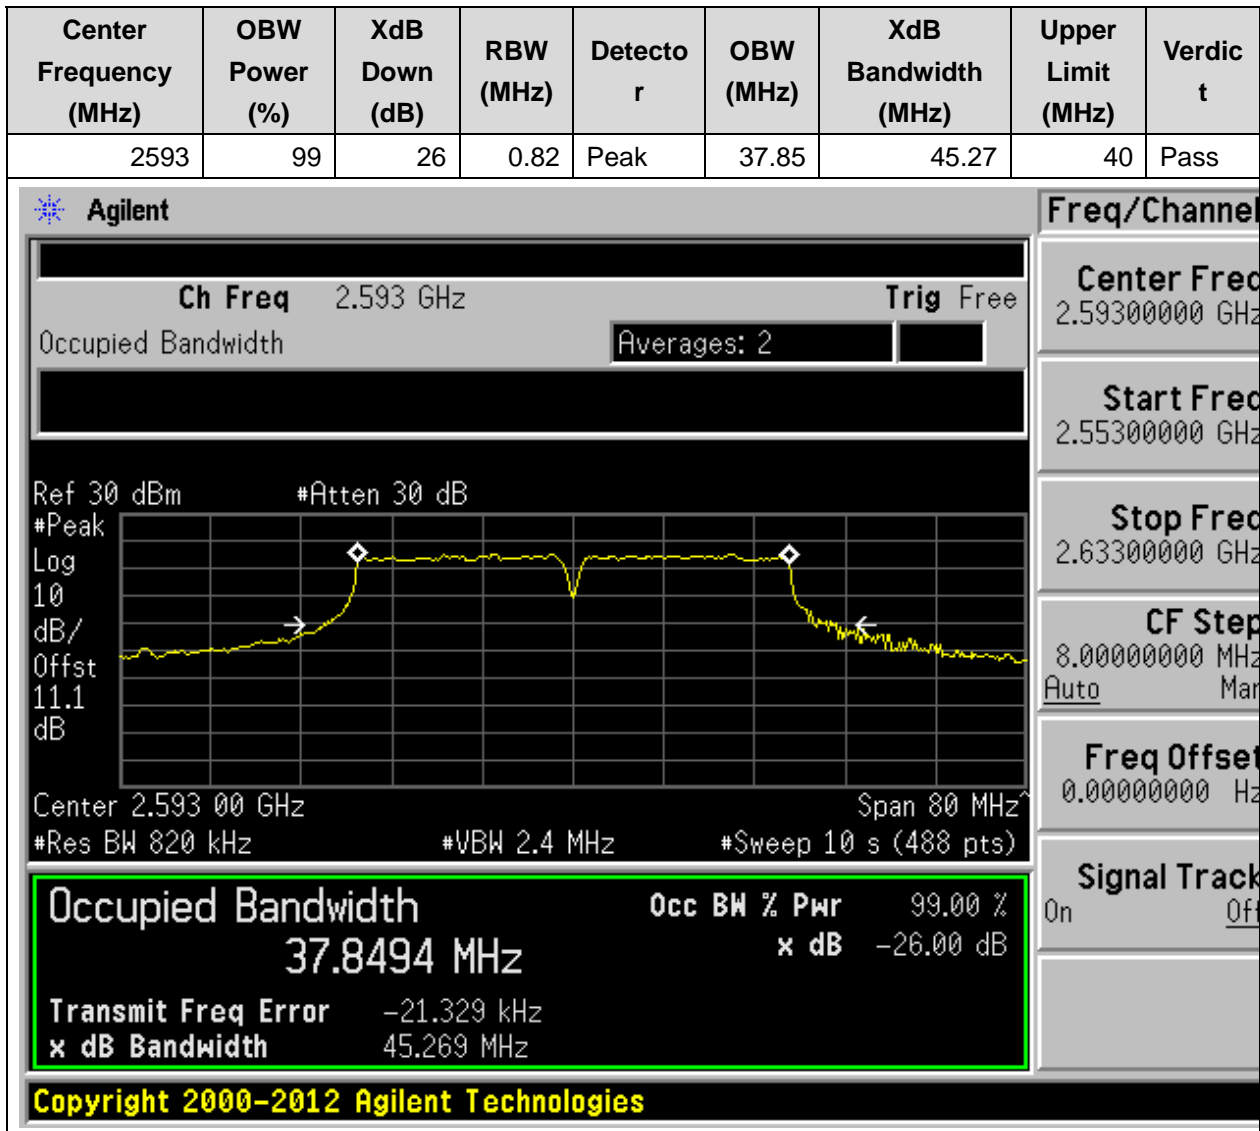 Center Frequency (MHz) OBW Power (%) XdB Down (dB) RBW (MHz) Detecto r OBW (MHz) XdB Bandwidth (MHz) Upper Limit (MHz) Verdic t
2593 99 26 0.82 Peak 37.85 45.27 40 Pass
Agilent
Freq/Channel
Ch Freq 2.593 GHz Trig Free
Occupied Bandwidth Averages: 2
Center Freq
2.59300000 GHz
Start Freq
2.55300000 GHz
Stop Freq
2.63300000 GHz
CF Step
8.00000000 MHz
Auto Man
Freq Offset
0.00000000 Hz
Signal Track
On Off
Ref 30 dBm #Atten 30 dB
#Peak
Log
10
dB/
Offst
11.1
dB
Center 2.593 00 GHz Span 80 MHz^
#Res BW 820 kHz #VBW 2.4 MHz #Sweep 10 s (488 pts)
Occupied Bandwidth Occ BW % Pwr 99.00 %
37.8494 MHz x dB -26.00 dB
Transmit Freq Error -21.329 kHz
x dB Bandwidth 45.269 MHz
Copyright 2000-2012 Agilent Technologies